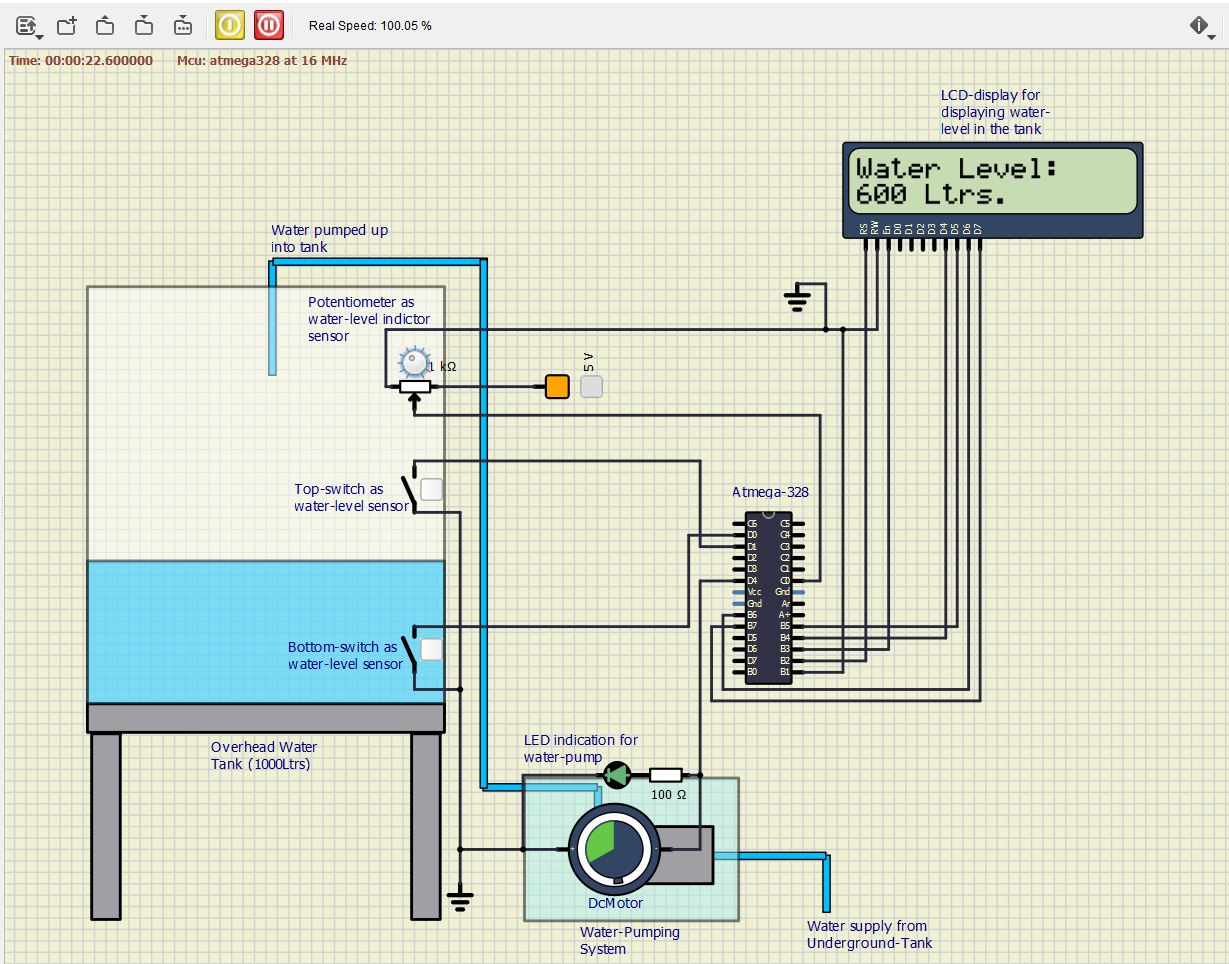 Real Speed: 100.05 %
Time: 00:00:22.600000 Mcu: atmega328 at 16 MHz
LCD-display for
displaying water-
level in the tank
Water Level:
600 Ltrs.
RS RW En D0 D1 D2 D3 D4 D5 D6 D7
Water pumped up
into tank
Potentiometer as
water-level indictor
sensor
1 kΩ
5 V
Top-switch as
water-level sensor
Atmega-328
C6 C5
D0 C4
D1 C3
D2 C2
D3 C1
D4 C0
Vcc Gnd
Gnd Ar
B6 A+
B7 B5
D5 B4
D6 B3
D7 B2
B0 B1
Bottom-switch as
water-level sensor
Overhead Water
Tank (1000Ltrs)
LED indication for
water-pump
100 Ω
DcMotor
Water-Pumping
System
Water supply from
Underground-Tank